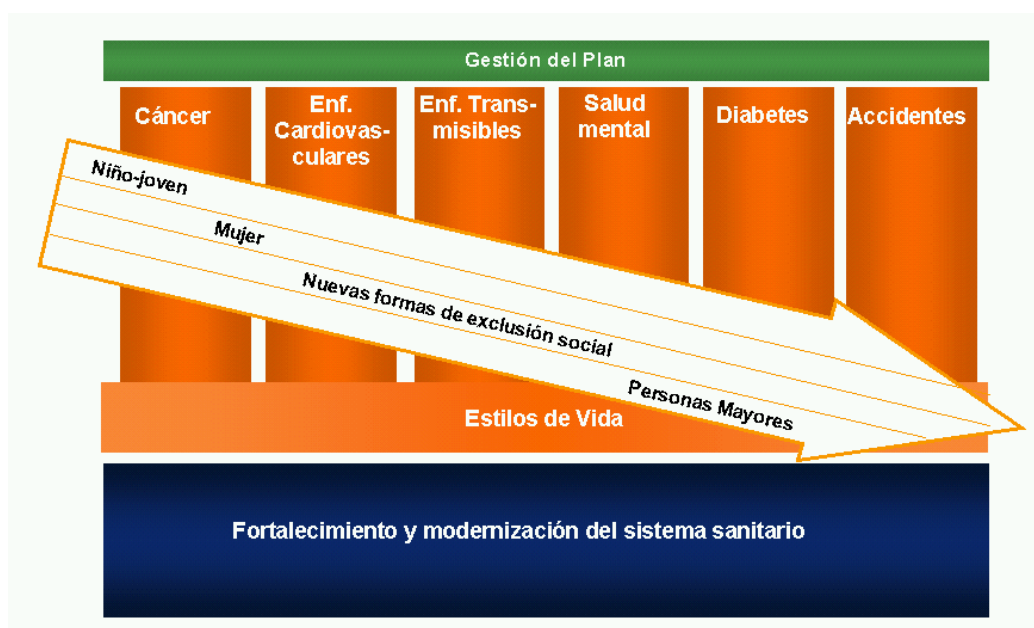 Gestión del Plan
Cáncer
Enf.
Cardiovas-
culares
Enf. Trans-
misibles
Salud
mental
Diabetes
Accidentes
Niño-joven
Mujer
Nuevas formas de exclusión social
Personas Mayores
Estilos de Vida
Fortalecimiento y modernización del sistema sanitario